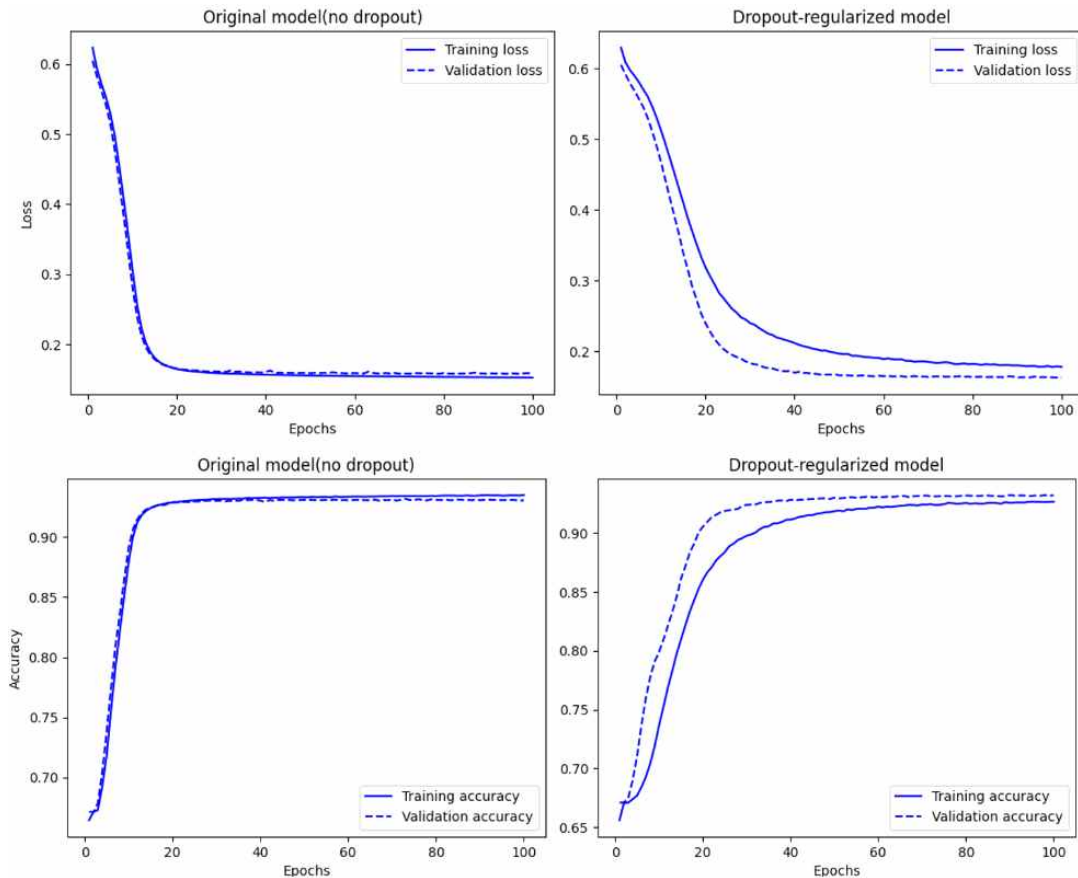 Original model(no dropout)
Dropout-regularized model
Training loss
Validation loss
Training loss
Validation loss
0.6
0.5
0.4
0.3
0.2
0.6
0.5
0.4
0.3
0.2
Loss
0 20 40 60 80 100
0 20 40 60 80 100
Epochs
Epochs
Original model(no dropout)
Dropout-regularized model
0.90
0.85
0.80
0.75
0.70
0.90
0.85
0.80
0.75
0.70
0.65
Accuracy
Training accuracy
Validation accuracy
Training accuracy
Validation accuracy
0 20 40 60 80 100
0 20 40 60 80 100
Epochs
Epochs